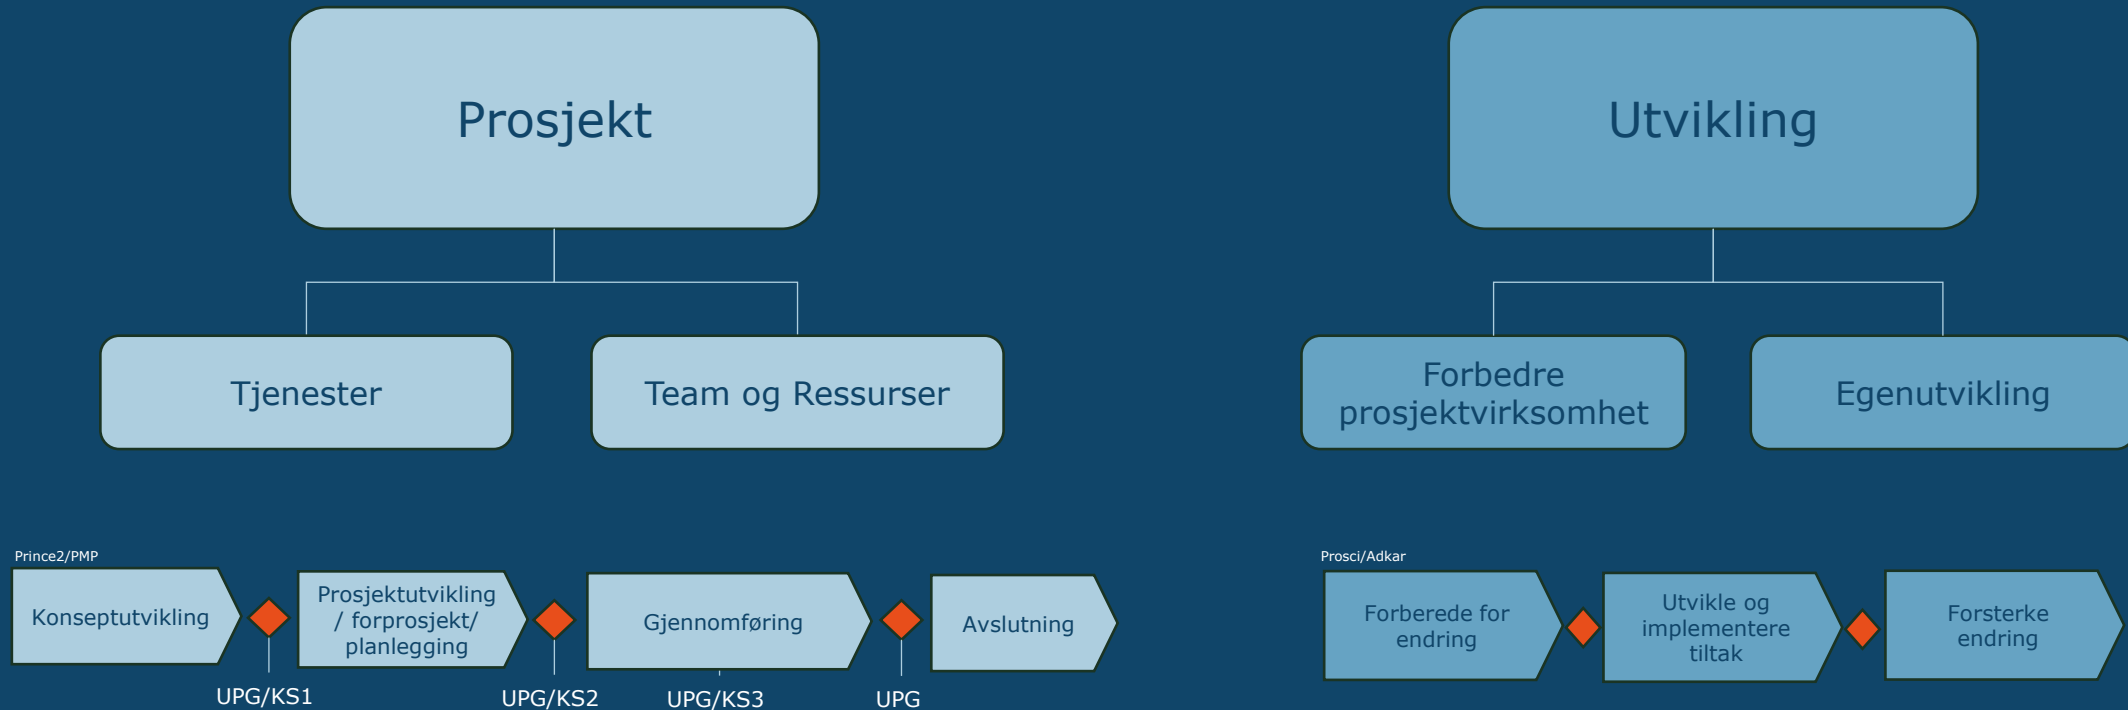 Prosjekt
Utvikling
Tjenester
Team og Ressurser
Forbedre
prosjektvirksomhet
Egenutvikling
Prince2/PMP
Konseptutvikling
Prosjektutvikling
/ forprosjekt/
planlegging
Gjennomføring
Avslutning
UPG/KS1
UPG/KS2
UPG/KS3
UPG
Prosci/Adkar
Forberede for
endring
Utvikle og
implementere
tiltak
Forsterke
endring